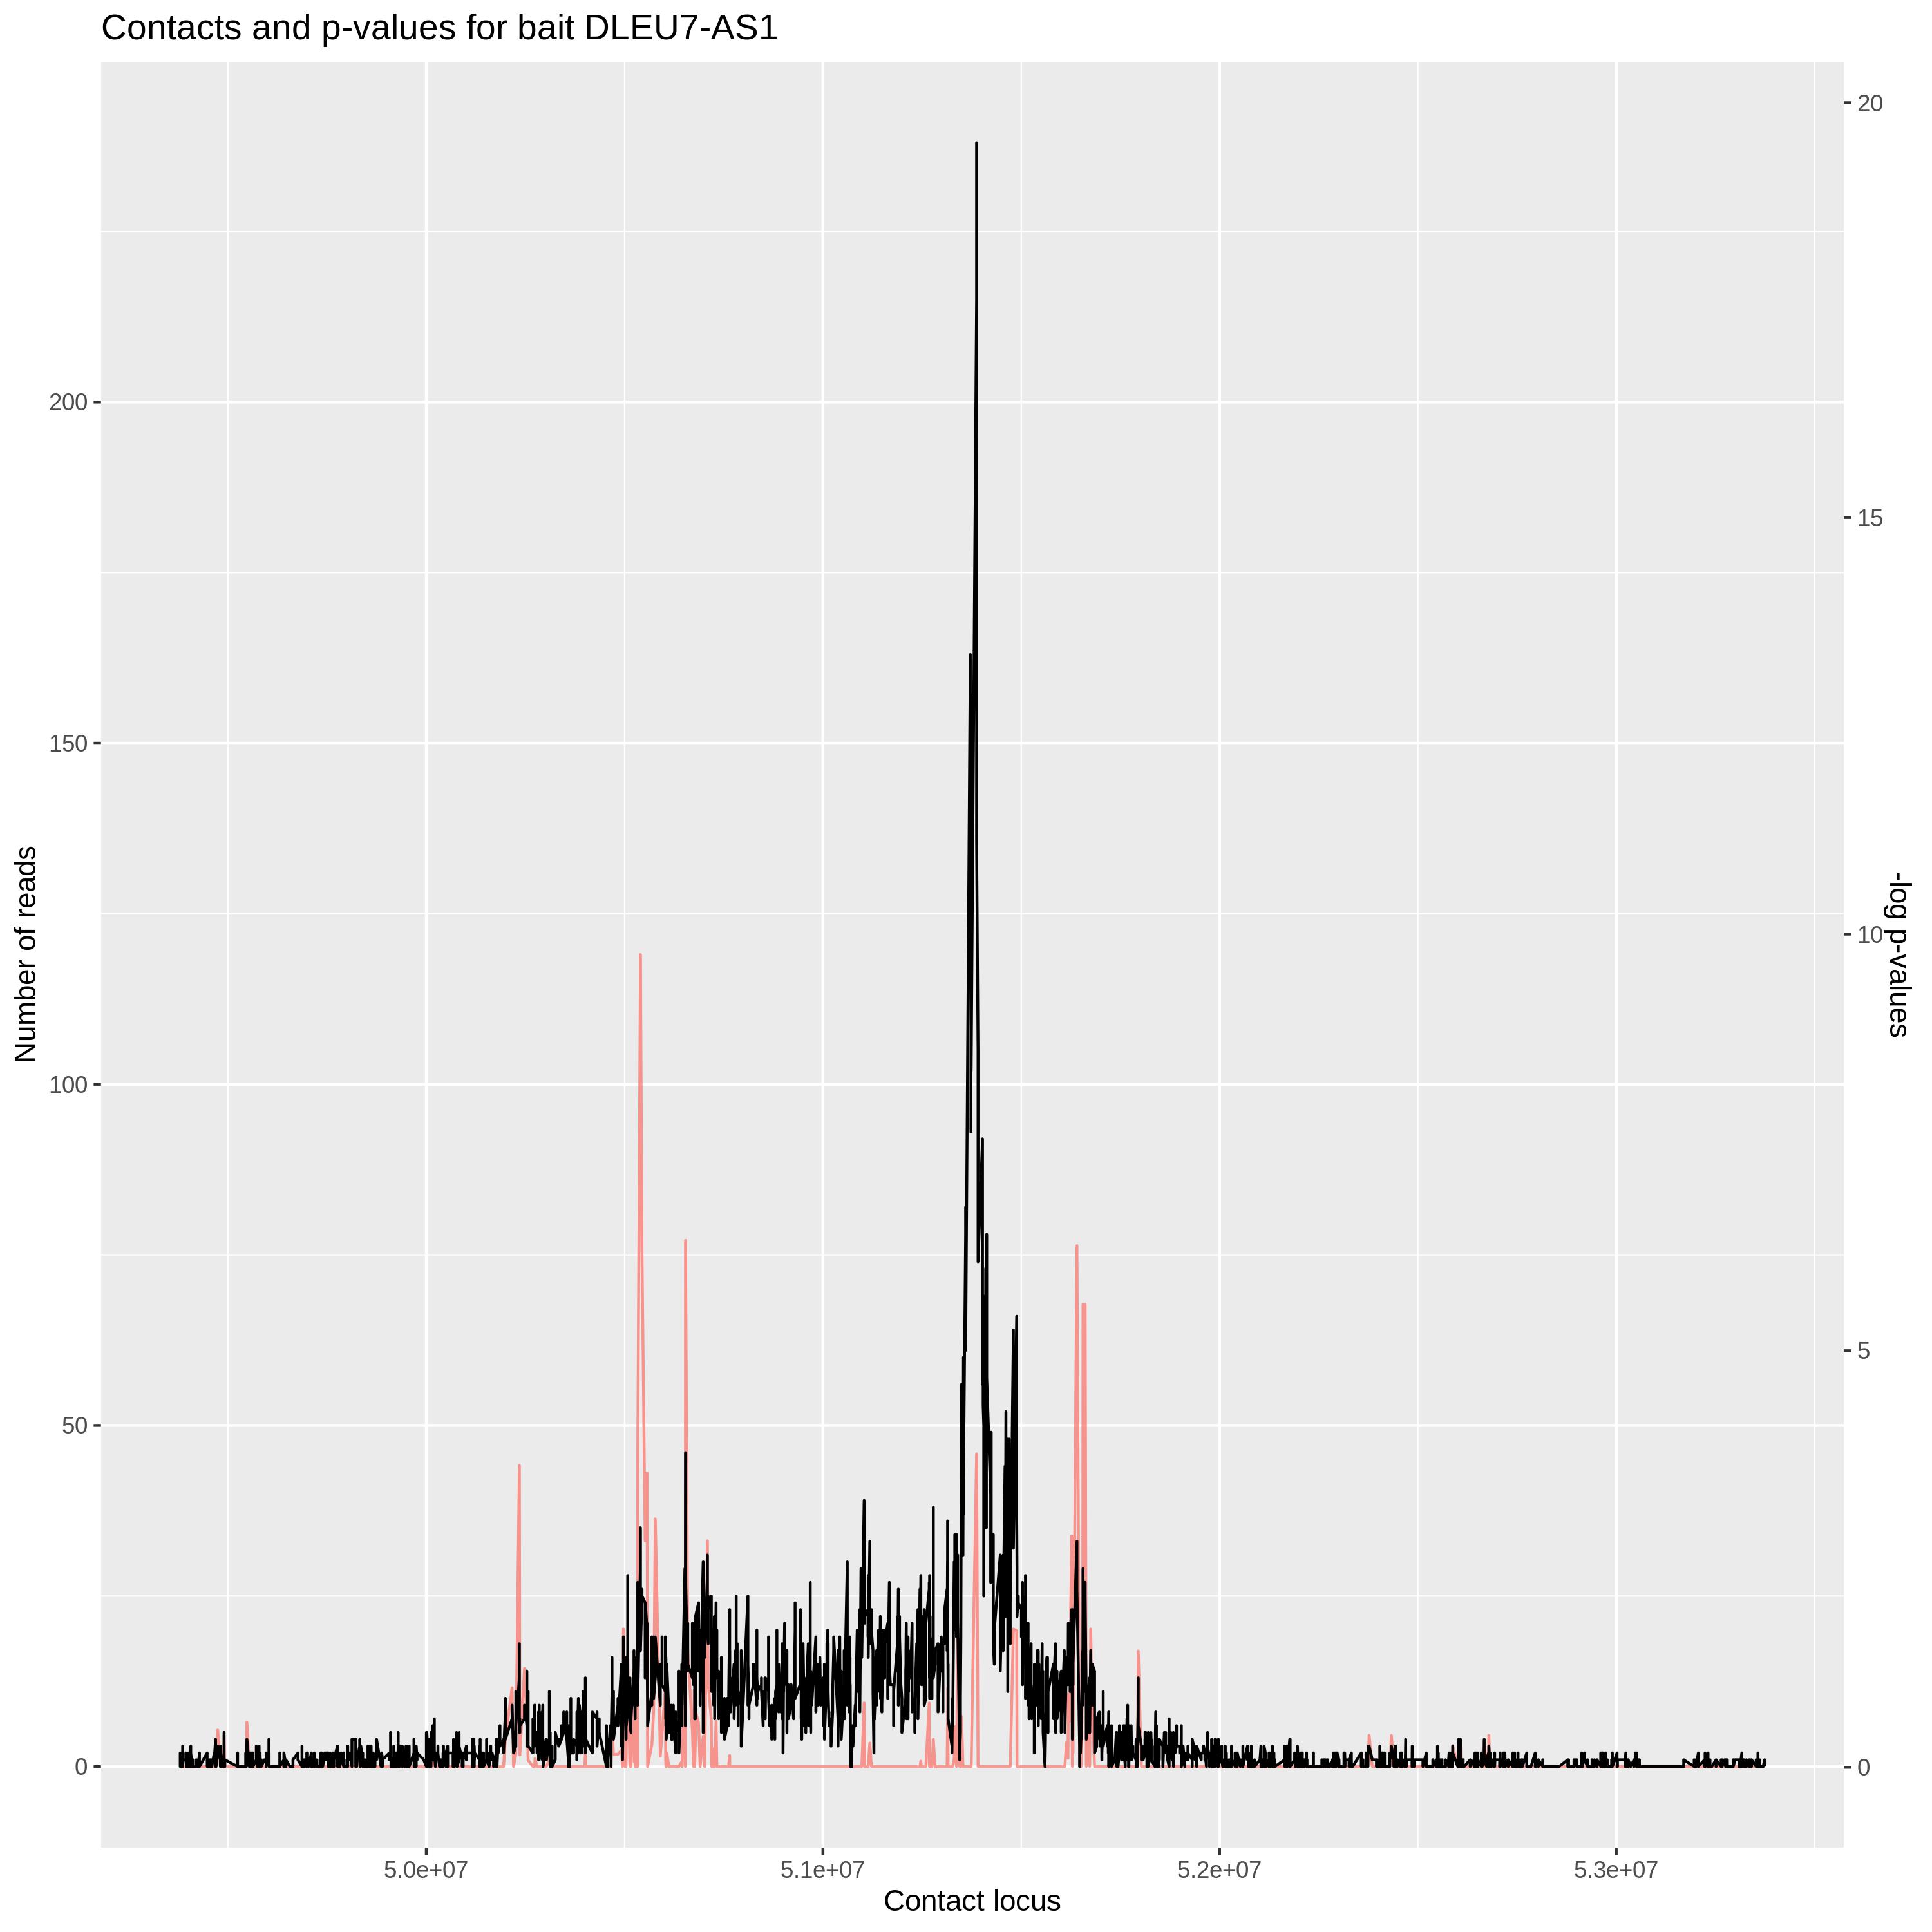 Contacts and p-values for bait DLEU7-AS1
Number of reads
200
150
100
50
0
20
15
10
5
0
-log p-values
5.0e+07 5.1e+07 5.2e+07 5.3e+07
Contact locus